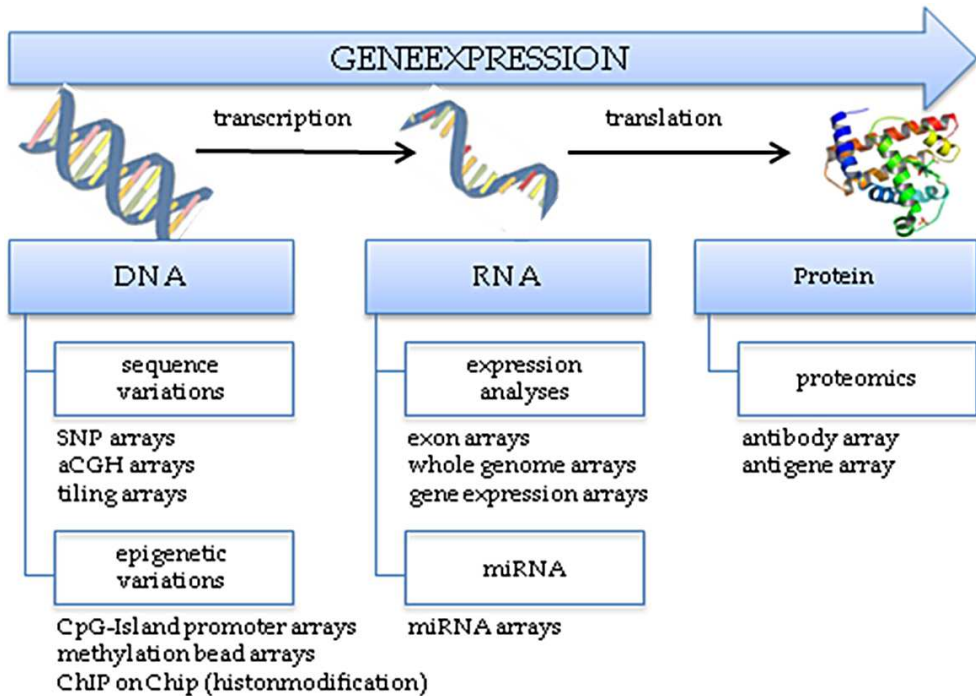 GENEEXPRESSION
transcription
translation
DNA
RNA
Protein
sequence
variations
SNP arrays
aCGH arrays
tiling arrays
epigenetic
variations
CpG-Island promoter arrays
methylation bead arrays
ChIP on Chip (histonmodification)
expression
analyses
exon arrays
whole genome arrays
gene expression arrays
miRNA
miRNA arrays
proteomics
antibody array
antigene array